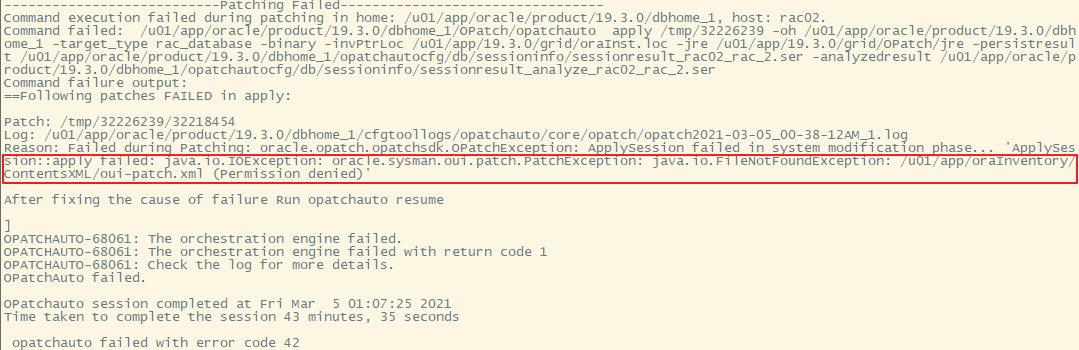 ---------------------------Patching Failed---------------------------------
Command execution failed during patching in home: /u01/app/oracle/product/19.3.0/dbhome_1, host: rac02.
Command failed:  /u01/app/oracle/product/19.3.0/dbhome_1/OPatch/opatchauto  apply /tmp/32226239 -oh /u01/app/oracle/product/19.3.0/dbh
ome_1 -target_type rac_database -binary -invPtrLoc /u01/app/19.3.0/grid/oraInst.loc -jre /u01/app/19.3.0/grid/OPatch/jre -persistresul
t /u01/app/oracle/product/19.3.0/dbhome_1/opatchautocfg/db/sessioninfo/sessionresult_rac02_rac_2.ser -analyzedresult /u01/app/oracle/p
roduct/19.3.0/dbhome_1/opatchautocfg/db/sessioninfo/sessionresult_analyze_rac02_rac_2.ser
Command failure output:
==Following patches FAILED in apply:

Patch: /tmp/32226239/32218454
Log: /u01/app/oracle/product/19.3.0/dbhome_1/cfgtoollogs/opatchauto/core/opatch/opatch2021-03-05_00-38-12AM_1.log
Reason: Failed during Patching: oracle.opatch.opatchsdk.OPatchException: ApplySession failed in system modification phase... 'ApplySes
sion::apply failed: java.io.IOException: oracle.sysman.oui.patch.PatchException: java.io.FileNotFoundException: /u01/app/oraInventory/
ContentsXML/oui-patch.xml (Permission denied)'

After fixing the cause of failure Run opatchauto resume

]
OPATCHAUTO-68061: The orchestration engine failed.
OPATCHAUTO-68061: The orchestration engine failed with return code 1
OPATCHAUTO-68061: Check the log for more details.
OPatchAuto failed.

OPatchauto session completed at Fri Mar  5 01:07:25 2021
Time taken to complete the session 43 minutes, 35 seconds

 opatchauto failed with error code 42